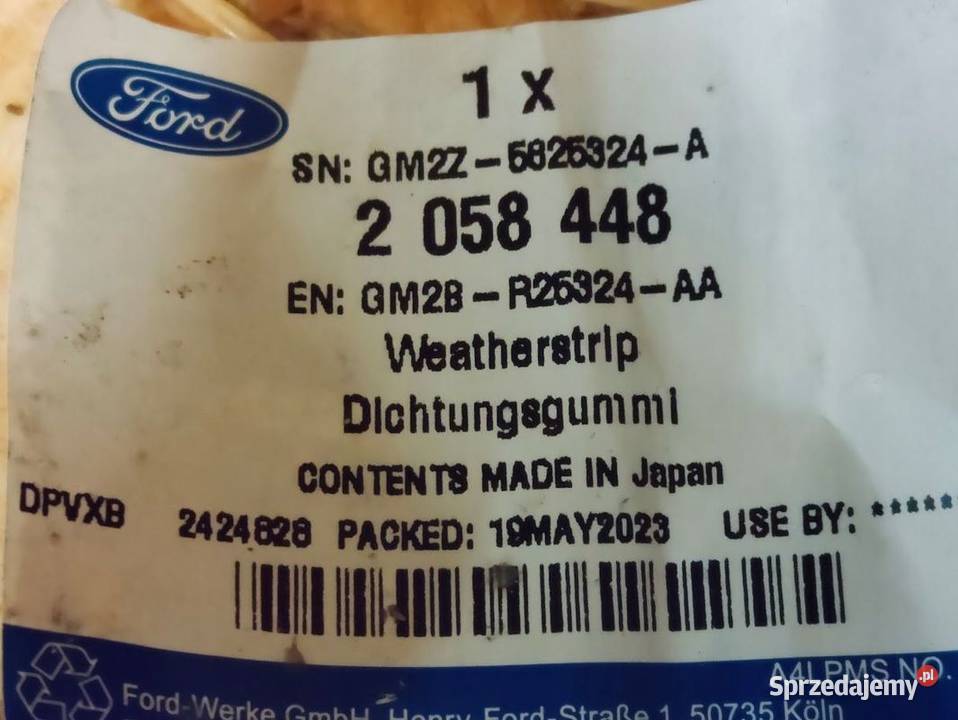 Ford
1 x
SN: GM2Z-5825324-A
2 058 448
EN: GM2B-R25324-AA
Weatherstrip
Dichtungsgummi
CONTENTS MADE IN Japan
DPVXB 2424828 PACKED: 19MAY2023 USE BY: ******
A4LPMS NO.
Sprzedajemy.pl
Ford-Werke GmbH, Henry-Ford-Straße 1, 50735 Köln